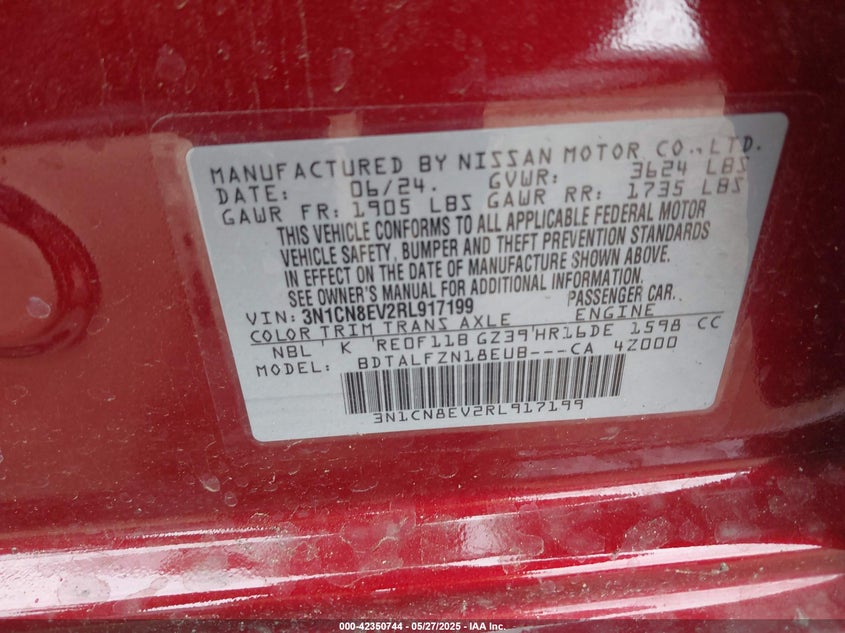 MANUFACTURED BY NISSAN MOTOR CO., LTD.
DATE: 06/24. GVWR: 3624 LBS
GAWR FR: 1905 LBS GAWR RR: 1735 LBS
THIS VEHICLE CONFORMS TO ALL APPLICABLE FEDERAL MOTOR
VEHICLE SAFETY, BUMPER AND THEFT PREVENTION STANDARDS
IN EFFECT ON THE DATE OF MANUFACTURE SHOWN ABOVE.
SEE OWNER'S MANUAL FOR ADDITIONAL INFORMATION.
VIN: 3N1CN8EV2RL917199 PASSENGER CAR.
COLOR TRIM TRANS AXLE ENGINE
NBL ' K 'RE0F11B GZ39'HR16DE 1598 CC
MODEL: BDTALFZN18EUB---CA 4Z000
3N1CN8EV2RL917199
000-42350744 — 05/27/2025 — IAA Inc.